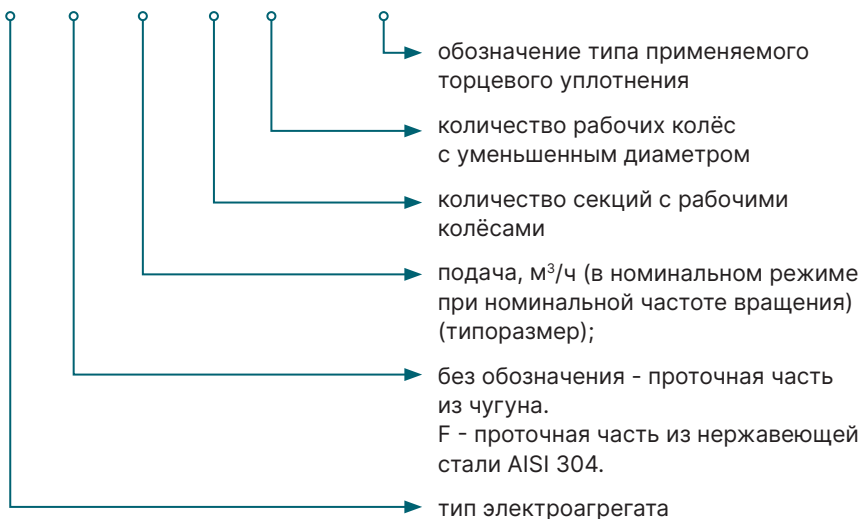 обозначение типа применяемого
торцевого уплотнения
количество рабочих колёс
с уменьшенным диаметром
количество секций с рабочими
колёсами
подача, м³/ч (в номинальном режиме
при номинальной частоте вращения)
(типоразмер);
без обозначения - проточная часть
из чугуна.
F - проточная часть из нержавеющей
стали AISI 304.
тип электроагрегата